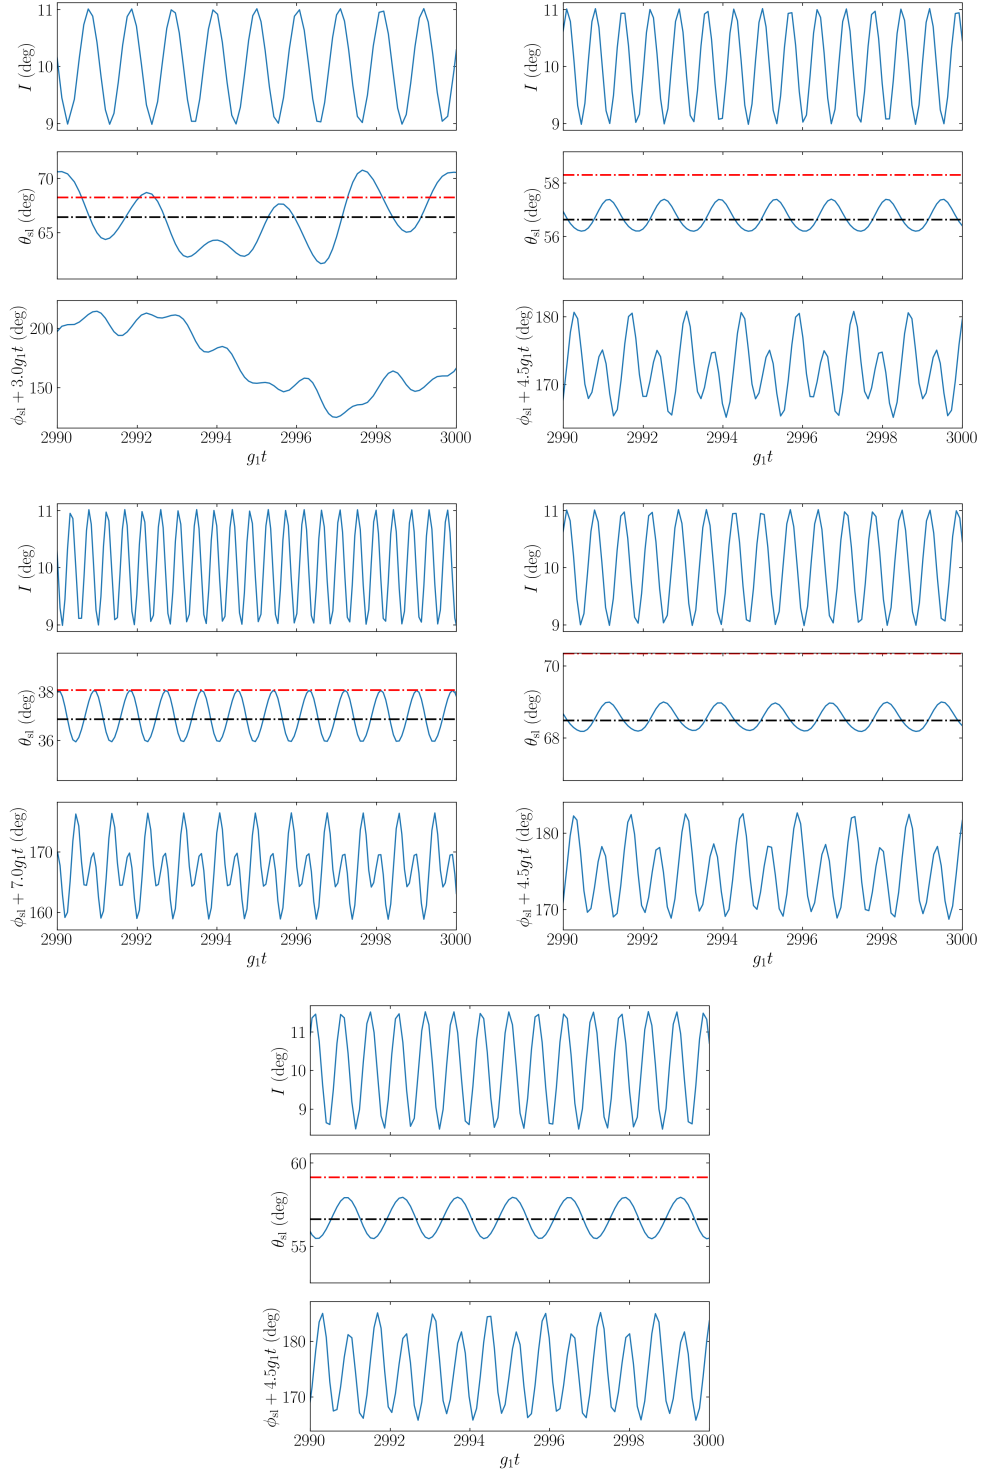 I (deg)
11
10
9
θsl (deg)
70
65
ϕsl + 3.0g1t (deg)
200
150
2990 2992 2994 2996 2998 3000
g1t
I (deg)
11
10
9
θsl (deg)
58
56
ϕsl + 4.5g1t (deg)
180
170
2990 2992 2994 2996 2998 3000
g1t
I (deg)
11
10
9
θsl (deg)
38
36
ϕsl + 7.0g1t (deg)
170
160
2990 2992 2994 2996 2998 3000
g1t
I (deg)
11
10
9
θsl (deg)
70
68
ϕsl + 4.5g1t (deg)
180
170
2990 2992 2994 2996 2998 3000
g1t
I (deg)
11
10
9
θsl (deg)
60
55
ϕsl + 4.5g1t (deg)
180
170
2990 2992 2994 2996 2998 3000
g1t